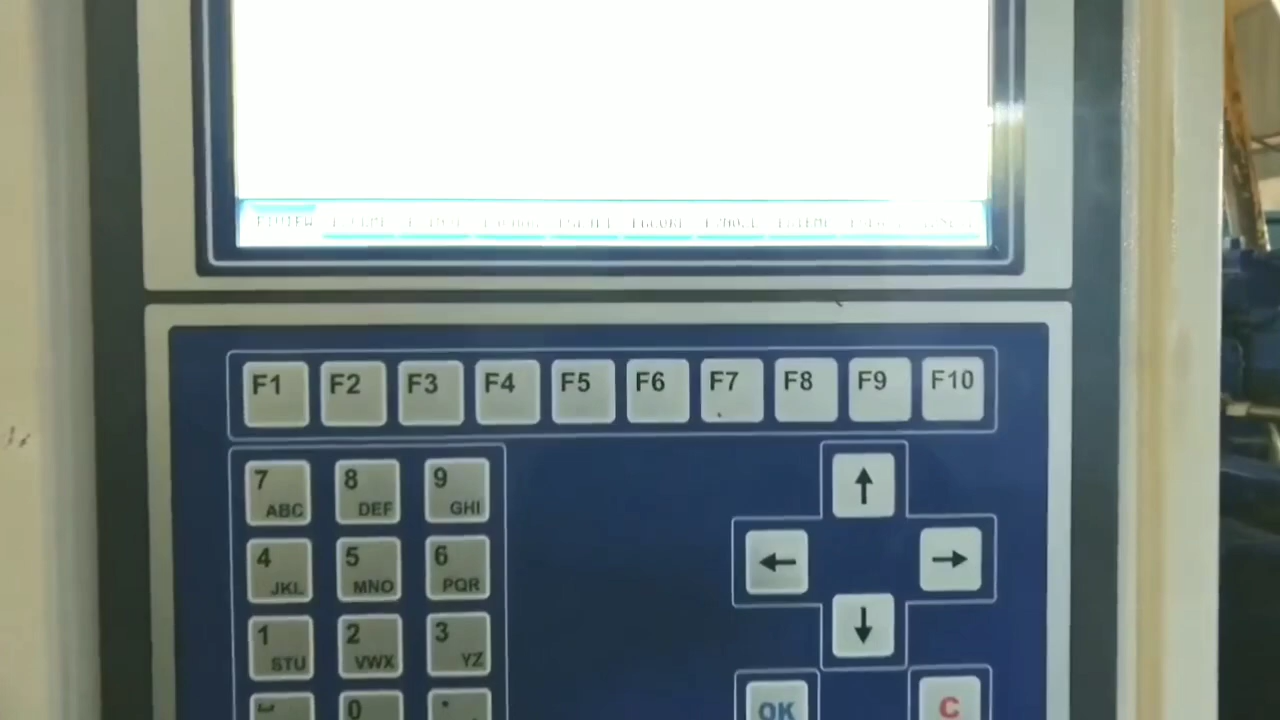 F1 F2 F3 F4 F5 F6 F7 F8 F9 F10
7 ABC 8 DEF 9 GHI
4 JKL 5 MNO 6 PQR
1 STU 2 VWX 3 YZ
0 .
OK C